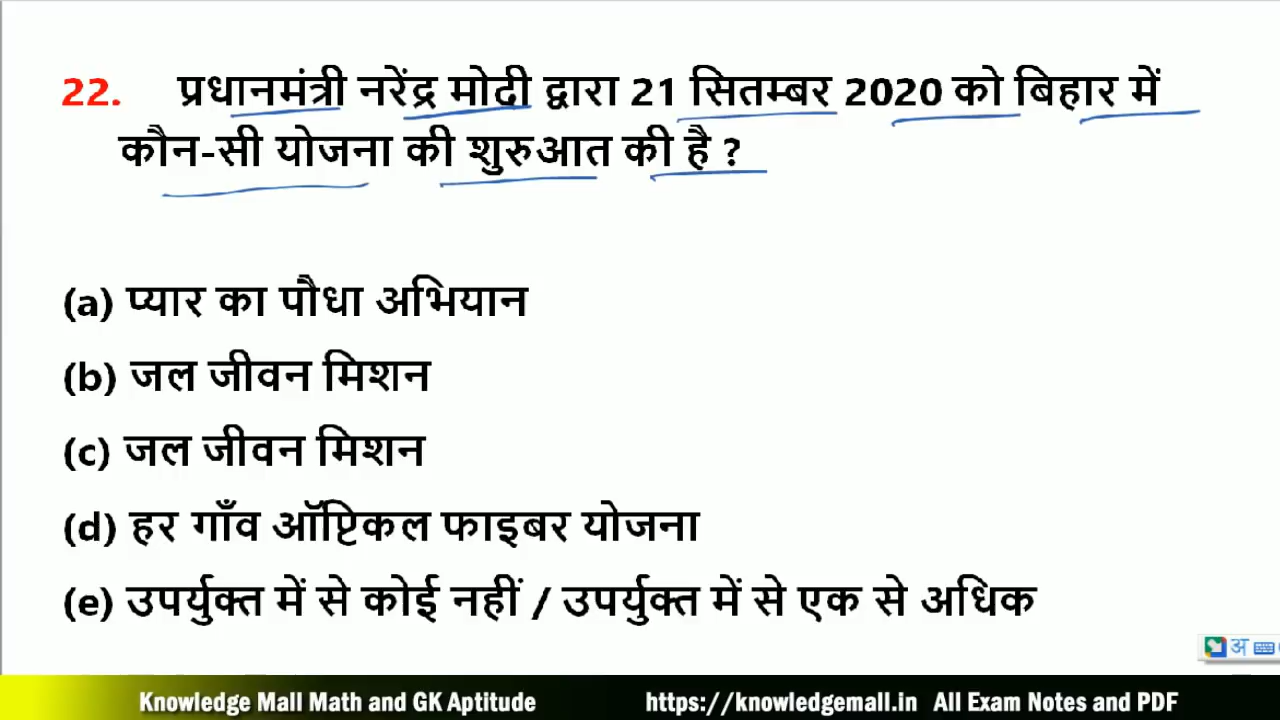 22. प्रधानमंत्री नरेंद्र मोदी द्वारा 21 सितम्बर 2020 को बिहार में
कौन-सी योजना की शुरुआत की है ?
(a) प्यार का पौधा अभियान
(b) जल जीवन मिशन
(c) जल जीवन मिशन
(d) हर गाँव ऑप्टिकल फाइबर योजना
(e) उपर्युक्त में से कोई नहीं / उपर्युक्त में से एक से अधिक
अ
Knowledge Mall Math and GK Aptitude https://knowledgemall.in All Exam Notes and PDF